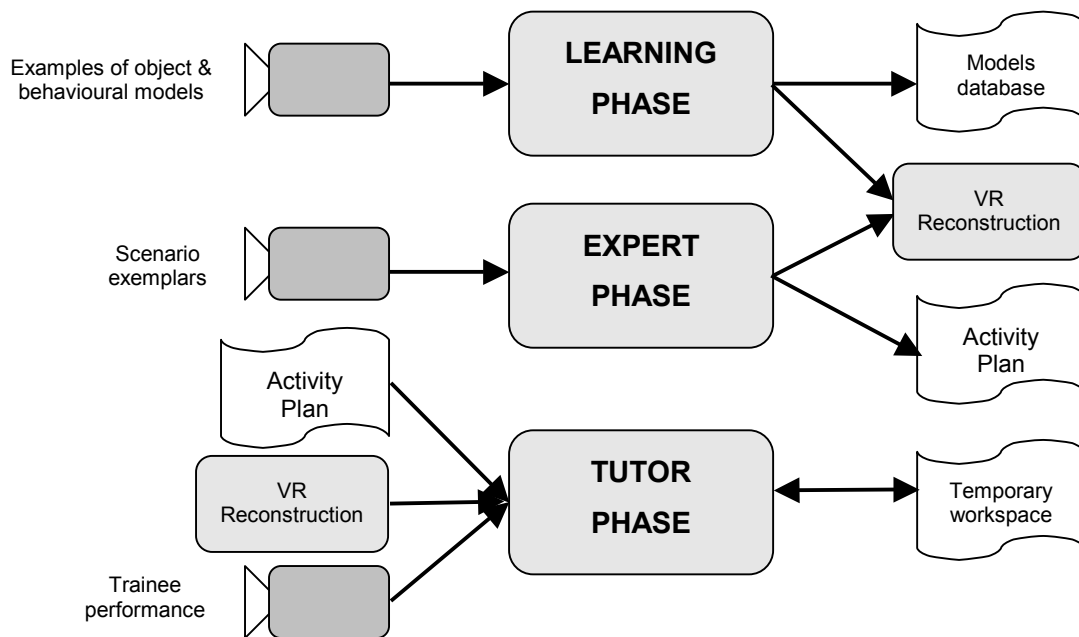 Examples of object &
behavioural models
LEARNING
PHASE
Models
database
VR
Reconstruction
Scenario
exemplars
EXPERT
PHASE
Activity
Plan
Activity
Plan
VR
Reconstruction
Trainee
performance
TUTOR
PHASE
Temporary
workspace